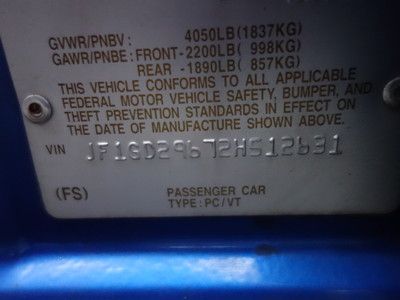 GVWR/PNBV: 4050LB(1837KG)
GAWR/PNBE: FRONT-2200LB( 998KG)
REAR -1890LB( 857KG)
THIS VEHICLE CONFORMS TO ALL APPLICABLE
FEDERAL MOTOR VEHICLE SAFETY, BUMPER, AND
THEFT PREVENTION STANDARDS IN EFFECT ON
THE DATE OF MANUFACTURE SHOWN ABOVE.
VIN JF1GD29672H512631
(FS) PASSENGER CAR
TYPE: PC/VT